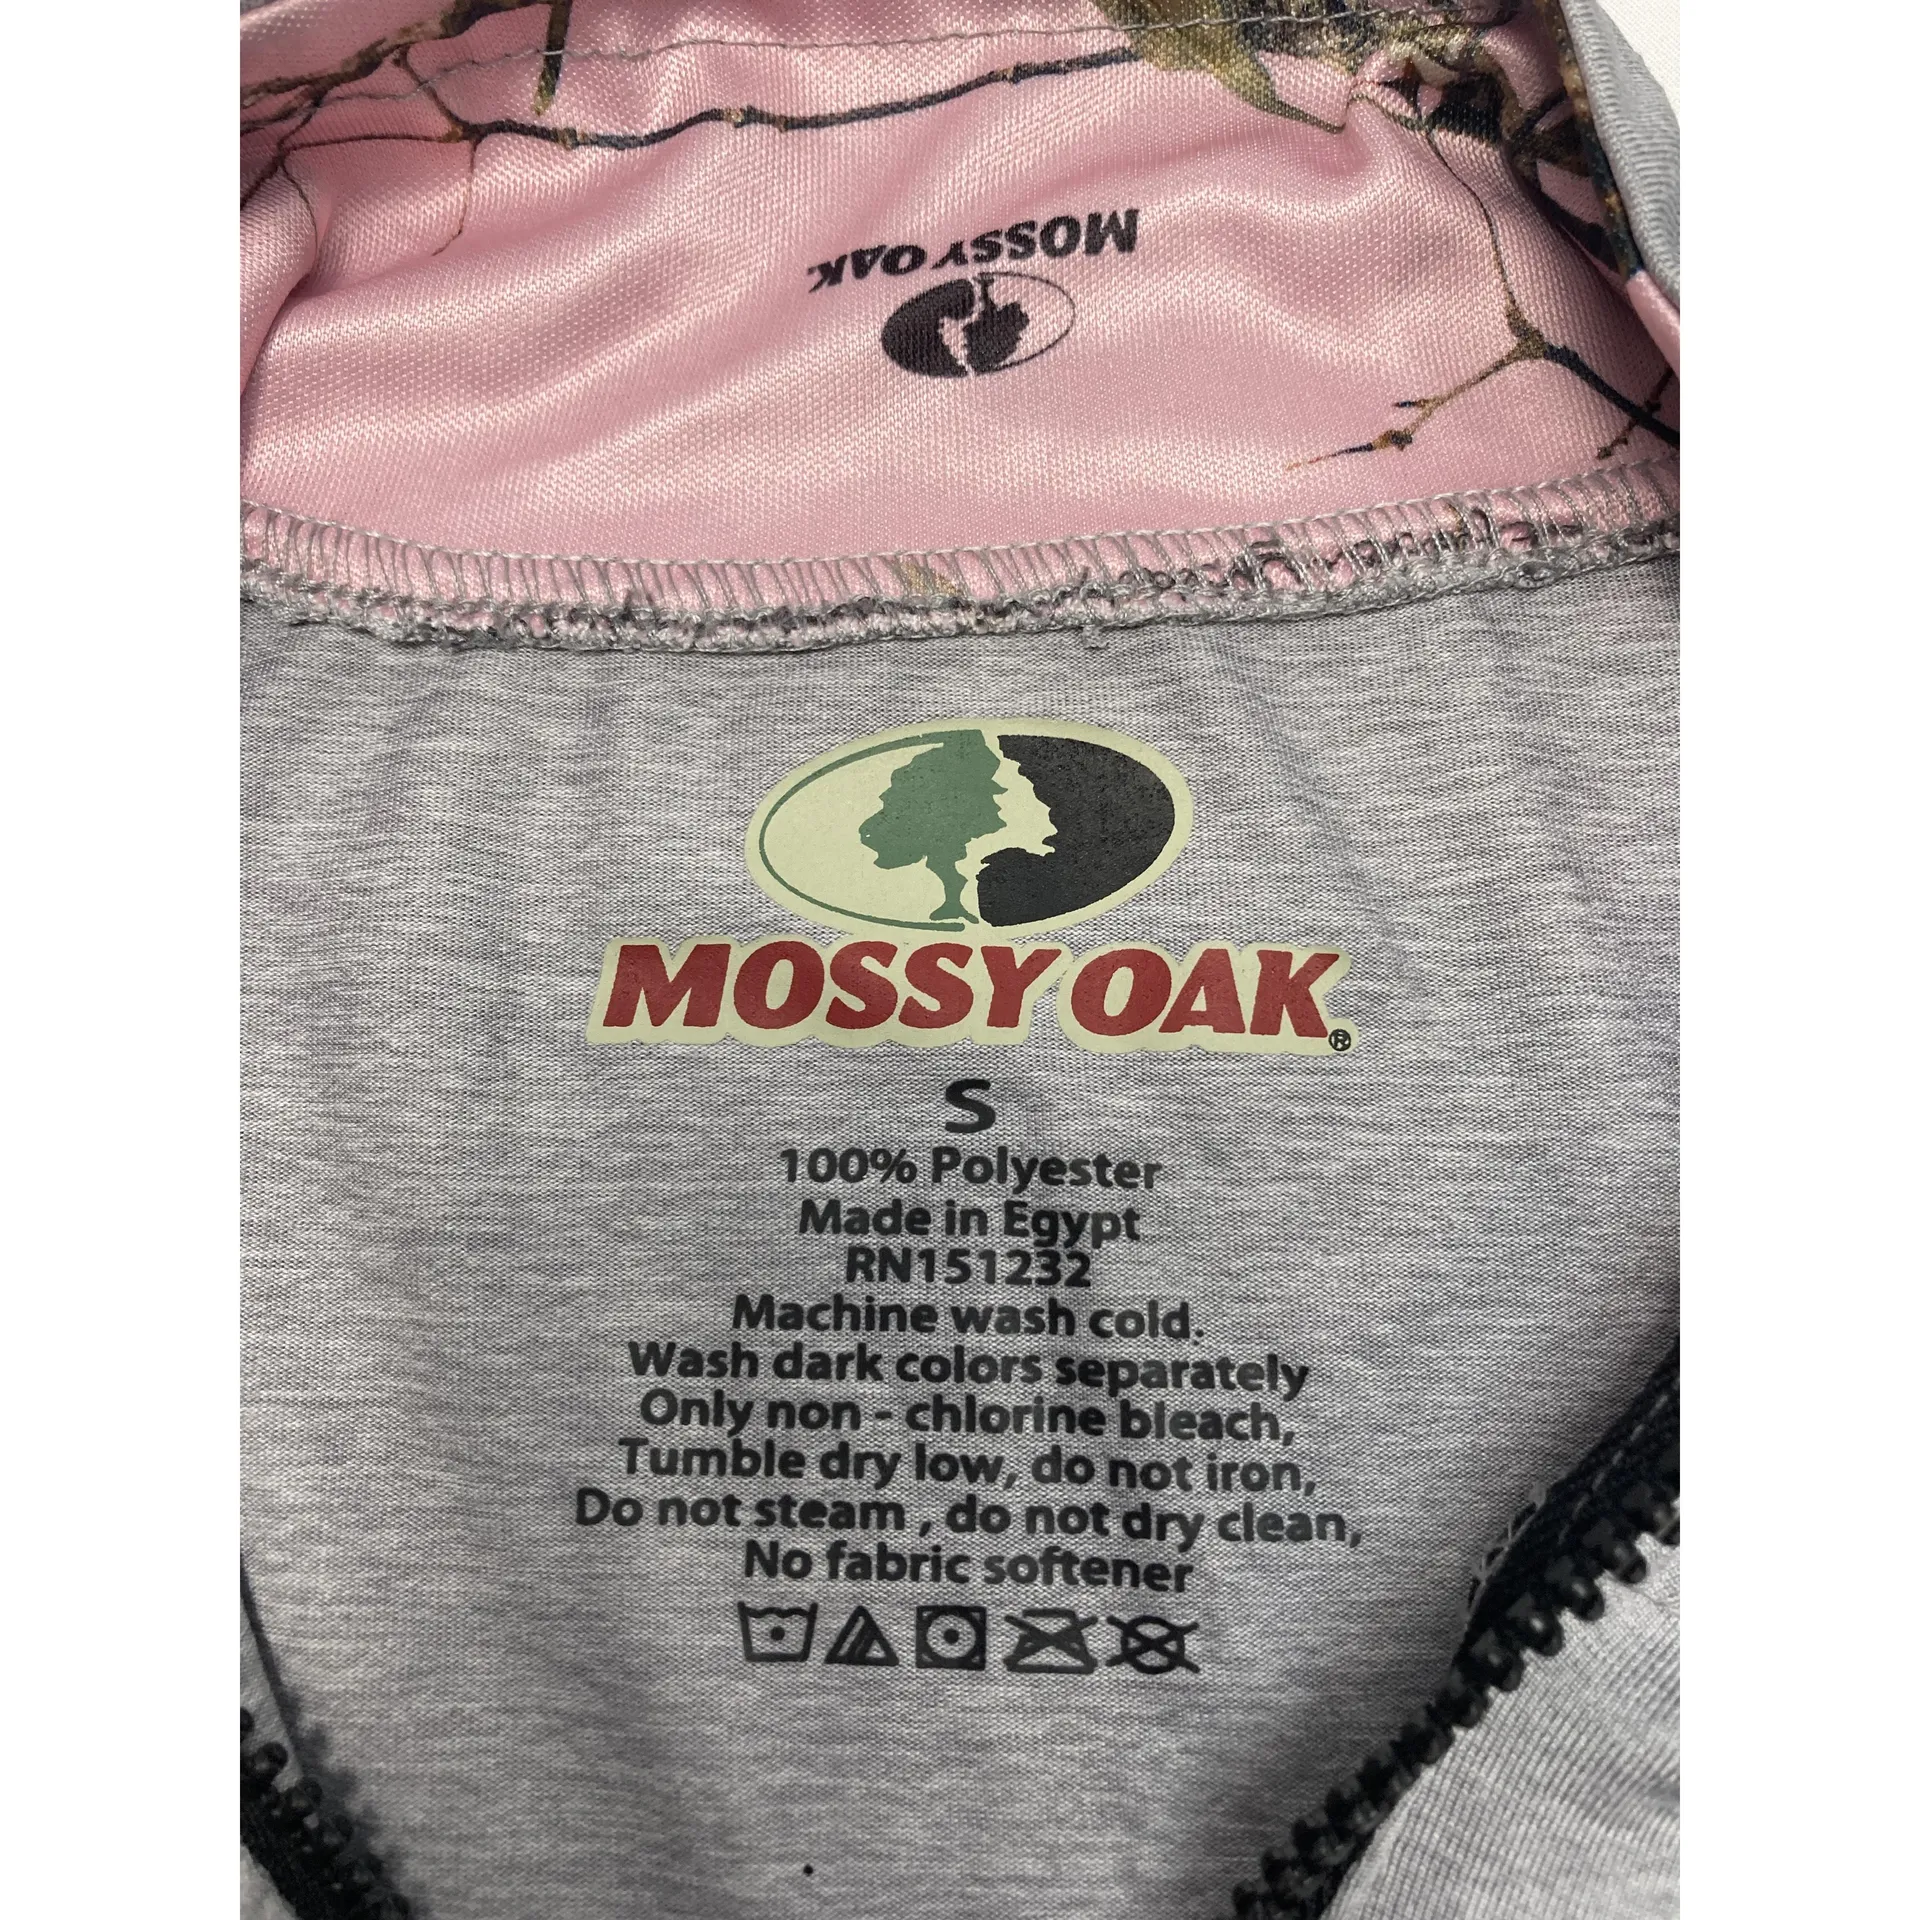 MOSSY OAK
MOSSY OAK®
S
100% Polyester
Made in Egypt
RN151232
Machine wash cold.
Wash dark colors separately
Only non - chlorine bleach,
Tumble dry low, do not iron,
Do not steam , do not dry clean,
No fabric softener